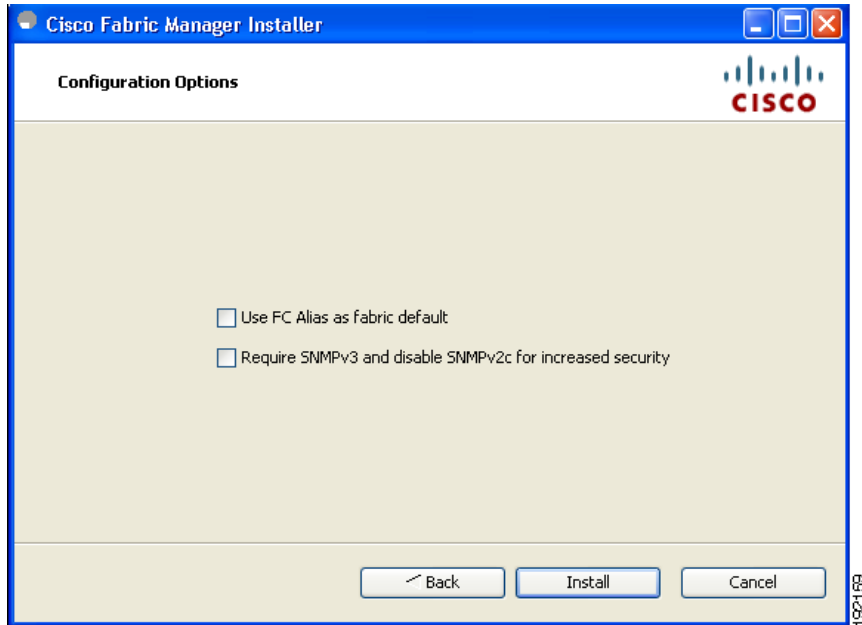 Cisco Fabric Manager Installer
Configuration Options
CISCO
Use FC Alias as fabric default
Require SNMPv3 and disable SNMPv2c for increased security
Back
Install
Cancel
192169